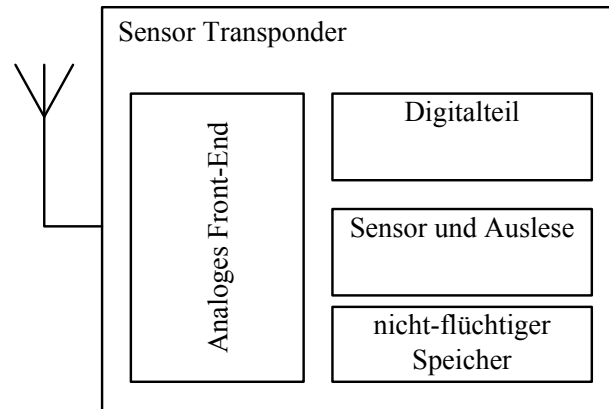 Sensor Transponder
Analoges Front-End
Digitalteil
Sensor und Auslese
nicht-flüchtiger
Speicher